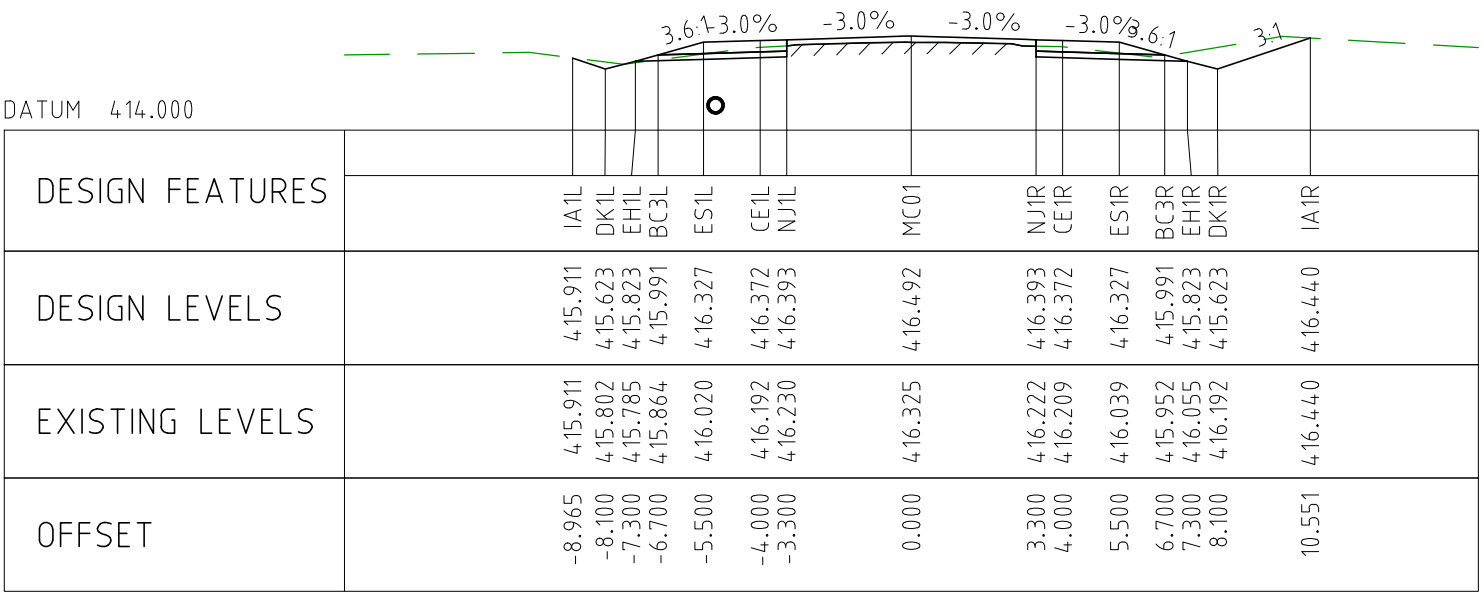 3.6:1 -3.0% -3.0% -3.0% -3.0% 3.6:1 3:1
DATUM 414.000
DESIGN FEATURES IA1L DK1L EH1L BC3L ES1L CE1L NJ1L MC01 NJ1R CE1R ES1R BC3R EH1R DK1R IA1R
DESIGN LEVELS 415.911 415.623 415.823 415.991 416.327 416.372 416.393 416.492 416.393 416.372 416.327 415.991 415.823 415.623 416.440
EXISTING LEVELS 415.911 415.802 415.785 415.864 416.020 416.192 416.230 416.325 416.222 416.209 416.039 415.952 416.055 416.192 416.440
OFFSET -8.965 -8.100 -7.300 -6.700 -5.500 -4.000 -3.300 0.000 3.300 4.000 5.500 6.700 7.300 8.100 10.551